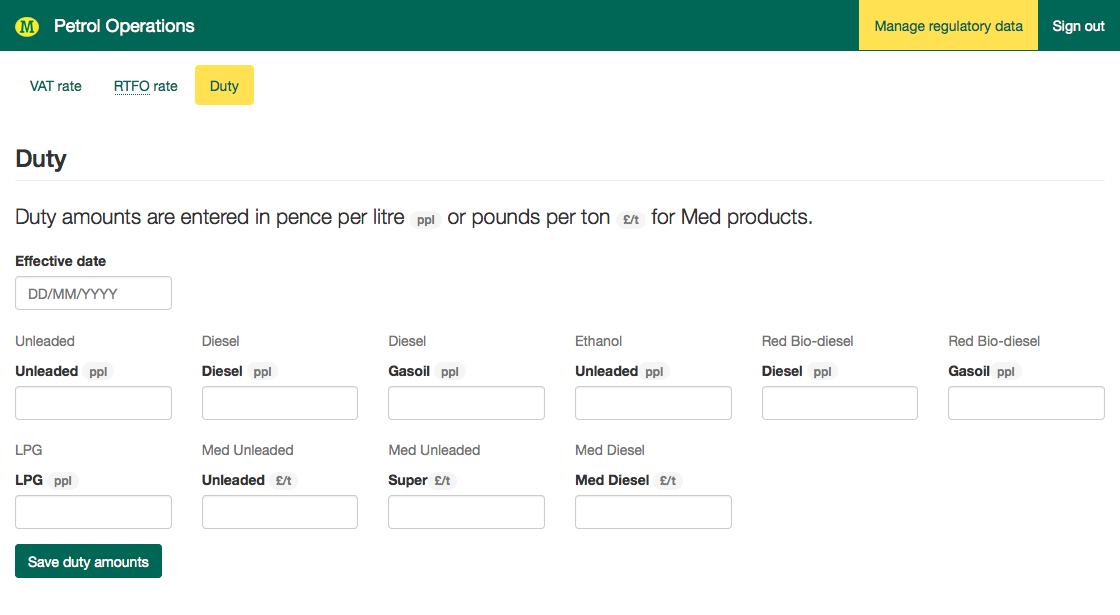 M Petrol Operations Manage regulatory data Sign out
VAT rate RTFO rate Duty
Duty
Duty amounts are entered in pence per litre ppl or pounds per ton £/t for Med products.
Effective date
DD/MM/YYYY
Unleaded Diesel Diesel Ethanol Red Bio-diesel Red Bio-diesel
Unleaded ppl Diesel ppl Gasoil ppl Unleaded ppl Diesel ppl Gasoil ppl
LPG Med Unleaded Med Unleaded Med Diesel
LPG ppl Unleaded £/t Super £/t Med Diesel £/t
Save duty amounts